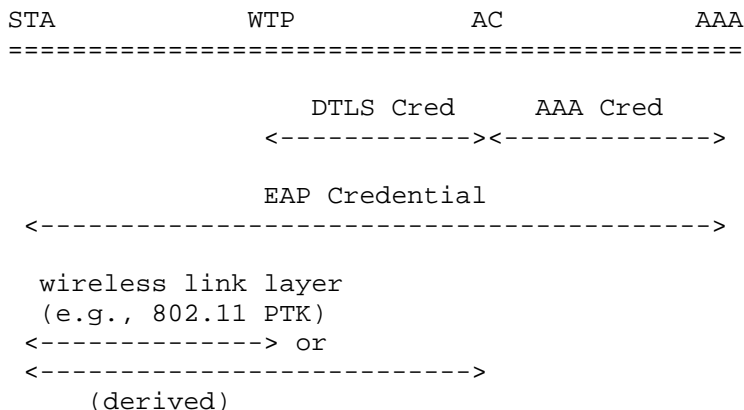 STA            WTP            AC            AAA
==============================================
                   DTLS Cred     AAA Cred
                <------------><------------->
                EAP Credential
 <------------------------------------------>
  wireless link layer
  (e.g., 802.11 PTK)
 <--------------> or
 <--------------------------->
     (derived)